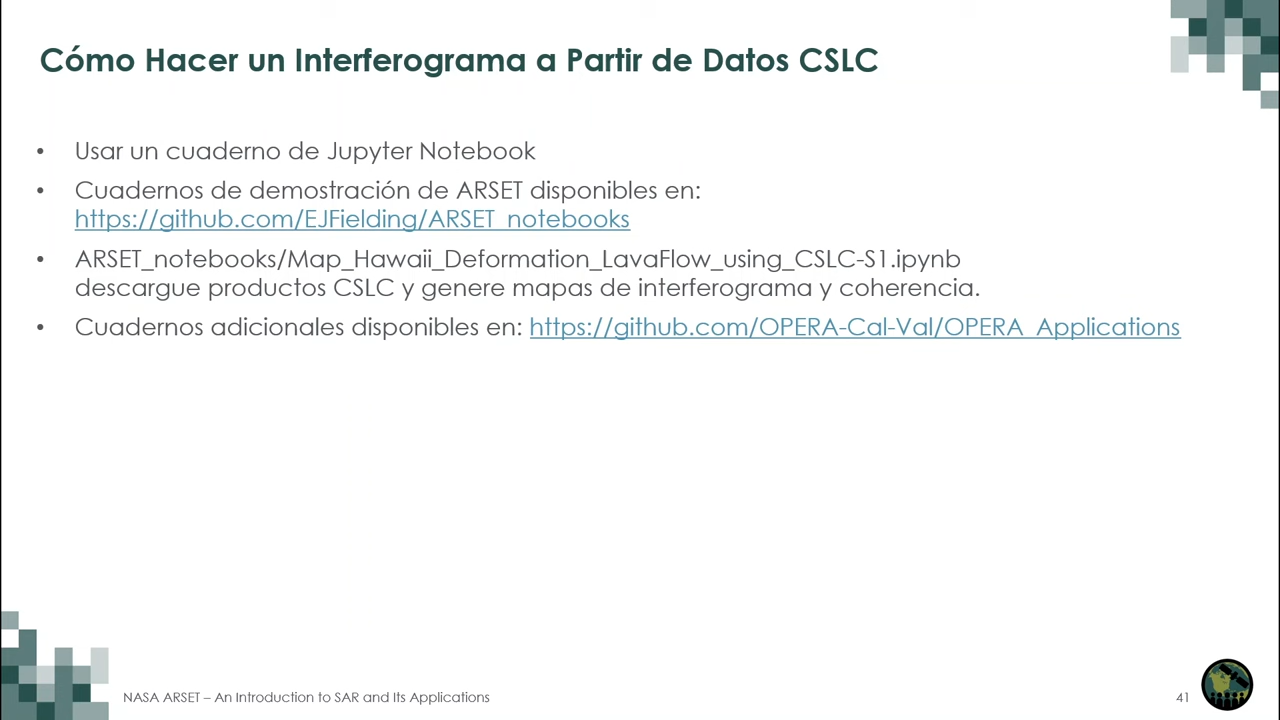 Cómo Hacer un Interferograma a Partir de Datos CSLC
• Usar un cuaderno de Jupyter Notebook
• Cuadernos de demostración de ARSET disponibles en:
https://github.com/EJFielding/ARSET_notebooks
• ARSET_notebooks/Map_Hawaii_Deformation_LavaFlow_using_CSLC-S1.ipynb
descargue productos CSLC y genere mapas de interferograma y coherencia.
• Cuadernos adicionales disponibles en: https://github.com/OPERA-Cal-Val/OPERA_Applications
NASA ARSET – An Introduction to SAR and Its Applications
41